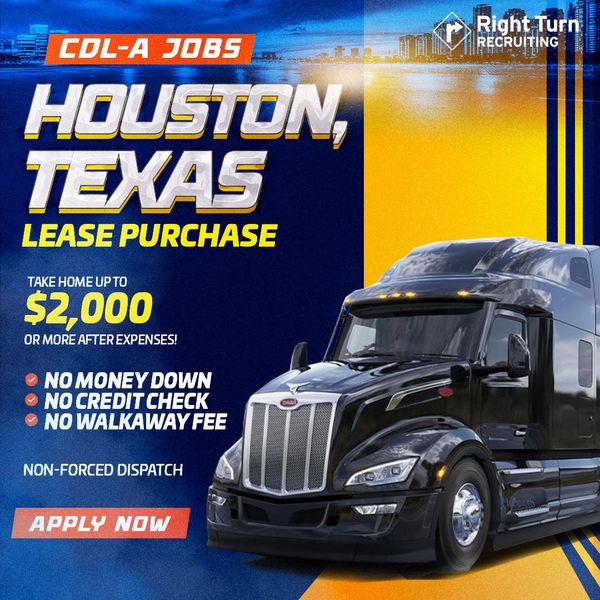 CDL-A JOBS
Right Turn
RECRUITING
HOUSTON,
TEXAS
LEASE PURCHASE
TAKE HOME UP TO
$2,000
OR MORE AFTER EXPENSES!
NO MONEY DOWN
NO CREDIT CHECK
NO WALKAWAY FEE
NON-FORCED DISPATCH
APPLY NOW